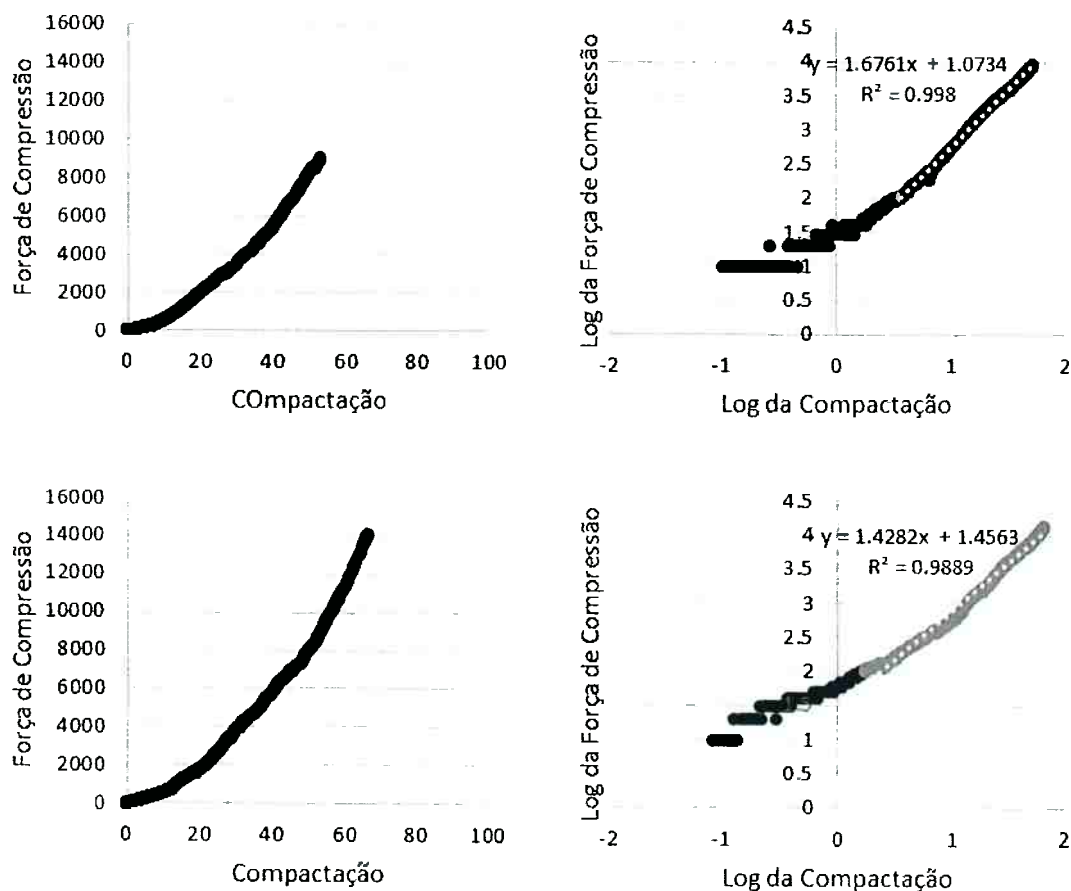 Força de Compressão
16000
14000
12000
10000
8000
6000
4000
2000
0
0 20 40 60 80 100
COmpactação
Log da Força de Compressão
4.5
4
3.5
3
2.5
2
1.5
1
0.5
0
y = 1.6761x + 1.0734
R² = 0.998
-2 -1 0 1 2
Log da Compactação
Força de Compressão
16000
14000
12000
10000
8000
6000
4000
2000
0
0 20 40 60 80 100
Compactação
Log da Força de Compressão
4.5
4
3.5
3
2.5
2
1.5
1
0.5
0
y = 1.4282x + 1.4563
R² = 0.9889
-2 -1 0 1 2
Log da Compactação